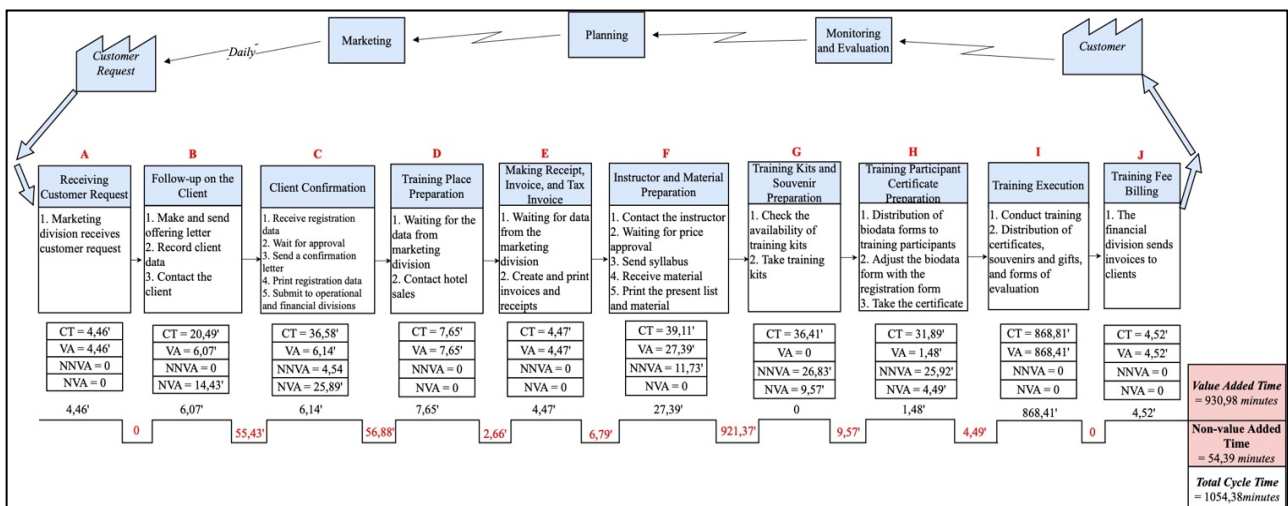 Customer
Request
Daily
Marketing
Planning
Monitoring
and Evaluation
Customer
A
Receiving
Customer Request
1. Marketing
division receives
customer request
CT = 4,46'
VA = 4,46'
NNVA = 0
NVA = 0
B
Follow-up on the
Client
1. Make and send
offering letter
2. Record client
data
3. Contact the
client
CT = 20,49'
VA = 6,07'
NNVA = 0
NVA = 14,43'
C
Client Confirmation
1. Receive registration
data
2. Wait for approval
3. Send a confirmation
letter
4. Print registration data
5. Submit to operational
and financial divisions
CT = 36,58'
VA = 6,14'
NNVA = 4,54
NVA = 25,89'
D
Training Place
Preparation
1. Waiting for the
data from
marketing
division
2. Contact hotel
sales
CT = 7,65'
VA = 7,65'
NNVA = 0
NVA = 0
E
Making Receipt,
Invoice, and Tax
Invoice
1. Waiting for data
from the
marketing
division
2. Create and print
invoices and
receipts
CT = 4,47'
VA = 4,47'
NNVA = 0
NVA = 0
F
Instructor and Material
Preparation
1. Contact the instructor
2. Waiting for price
approval
3. Send syllabus
4. Receive material
5. Print the present list
and material
CT = 39,11'
VA = 27,39'
NNVA = 11,73'
NVA = 0
G
Training Kits and
Souvenir
Preparation
1. Check the
availability of
training kits
2. Take training
kits
CT = 36,41'
VA = 0
NNVA = 26,83'
NVA = 9,57'
H
Training Participant
Certificate
Preparation
1. Distribution of
biodata forms to
training participants
2. Adjust the biodata
form with the
registration form
3. Take the certificate
CT = 31,89'
VA = 1,48'
NNVA = 25,92'
NVA = 4,49'
I
Training Execution
1. Conduct training
2. Distribution of
certificates,
souvenirs and gifts,
and forms of
evaluation
CT = 868,81'
VA = 868,41'
NNVA = 0
NVA = 0
J
Training Fee
Billing
1. The
financial
division sends
invoices to
clients
CT = 4,52'
VA = 4,52'
NNVA = 0
NVA = 0
4,46'
6,07'
6,14'
7,65'
4,47'
27,39'
0
1,48'
868,41'
4,52'
0
55,43'
56,88'
2,66'
6,79'
921,37'
9,57'
4,49'
0
Value Added Time
= 930,98 minutes
Non-value Added
Time
= 54,39 minutes
Total Cycle Time
= 1054,38minutes